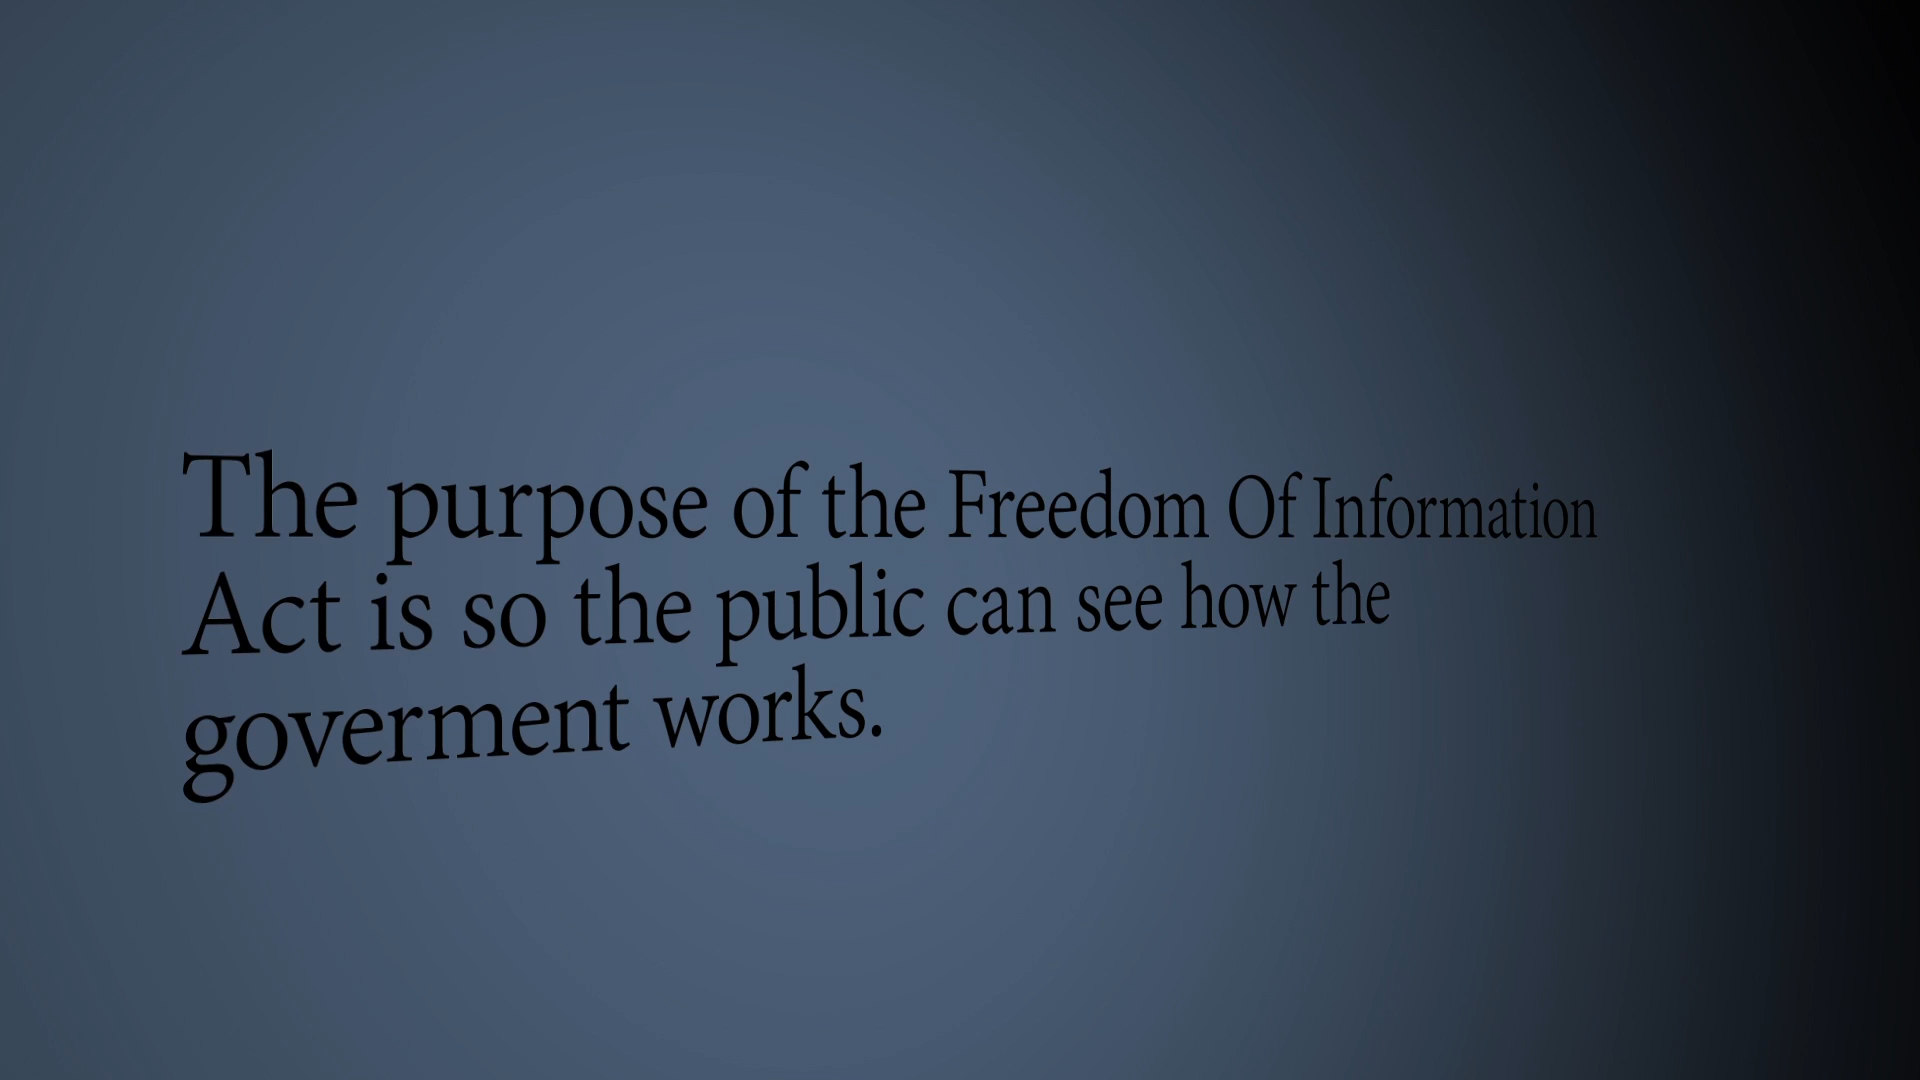 The purpose of the Freedom Of Information
Act is so the public can see how the
goverment works.